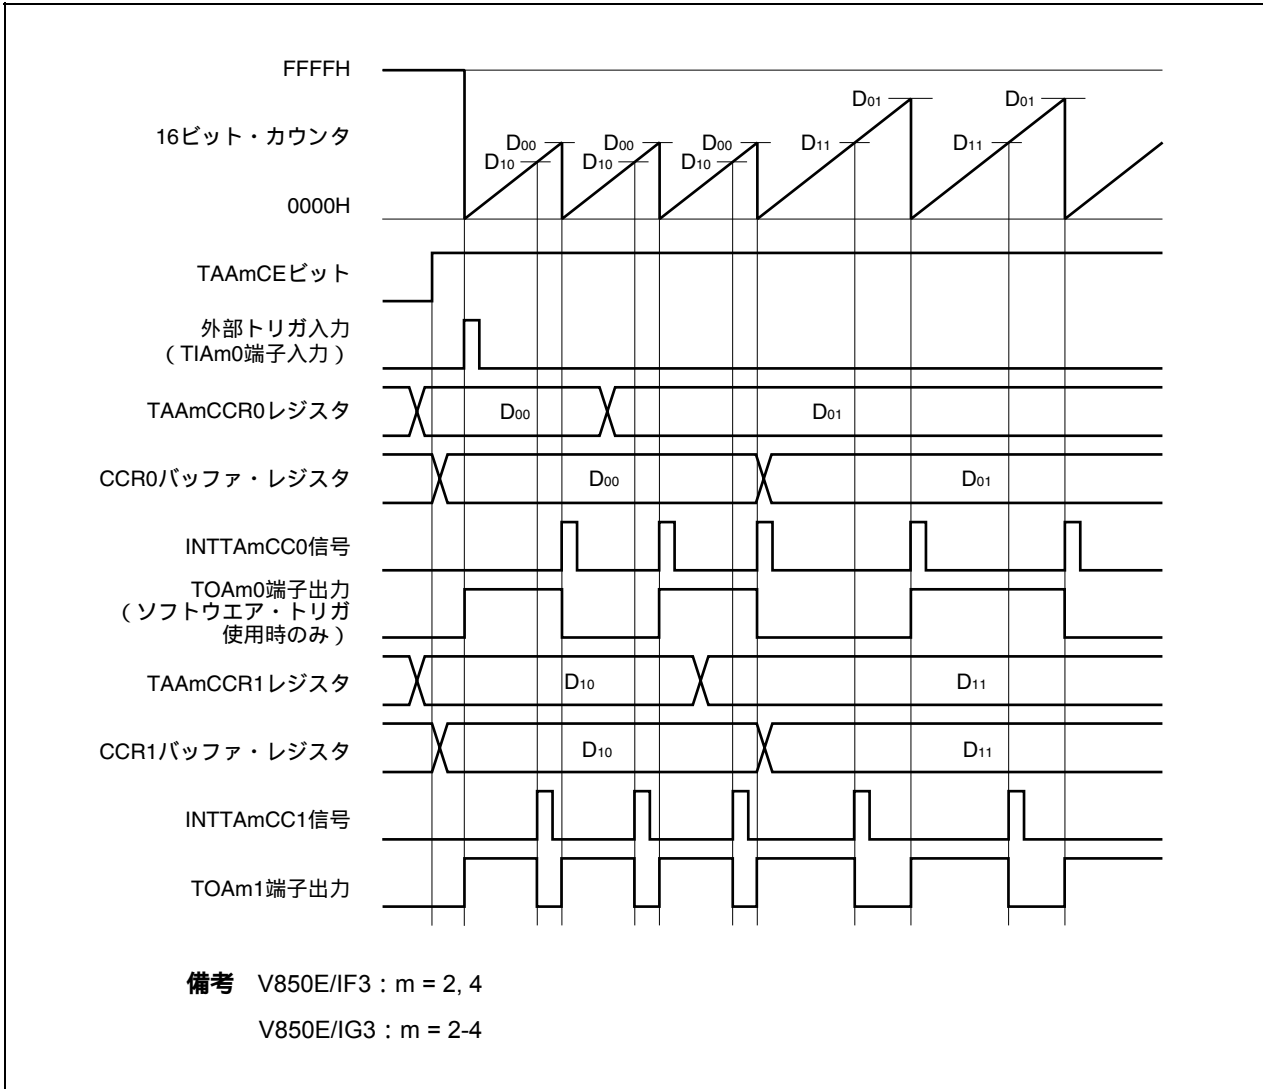 FFFFH
D01 D01
16ビット・カウンタ D00 D00 D00 D11 D11
D10 D10 D10
0000H
TAAmCEビット
外部トリガ入力
（TIAm0端子入力）
TAAmCCR0レジスタ D00 D01
CCR0バッファ・レジスタ D00 D01
INTTAmCC0信号
TOAm0端子出力
（ソフトウエア・トリガ
使用時のみ）
TAAmCCR1レジスタ D10 D11
CCR1バッファ・レジスタ D10 D11
INTTAmCC1信号
TOAm1端子出力
備考 V850E/IF3：m = 2, 4
V850E/IG3：m = 2-4